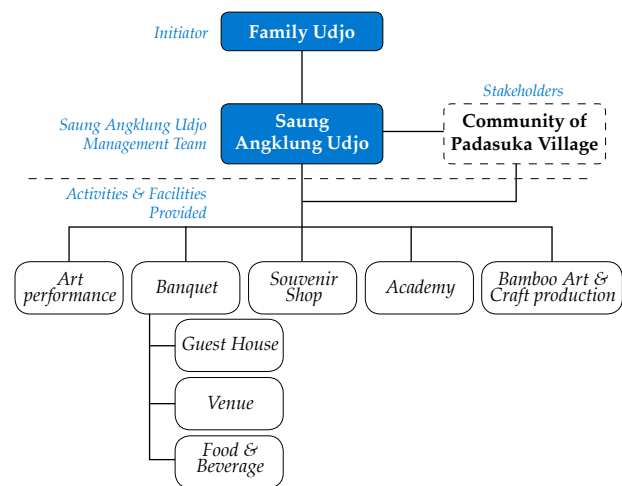 Initiator
Family Udjo
Stakeholders
Saung Angklung Udjo
Management Team
Saung
Angklung Udjo
Community of
Padasuka Village
Activities & Facilities
Provided
Art
performance
Banquet
Souvenir
Shop
Academy
Bamboo Art &
Craft production
Guest House
Venue
Food &
Beverage